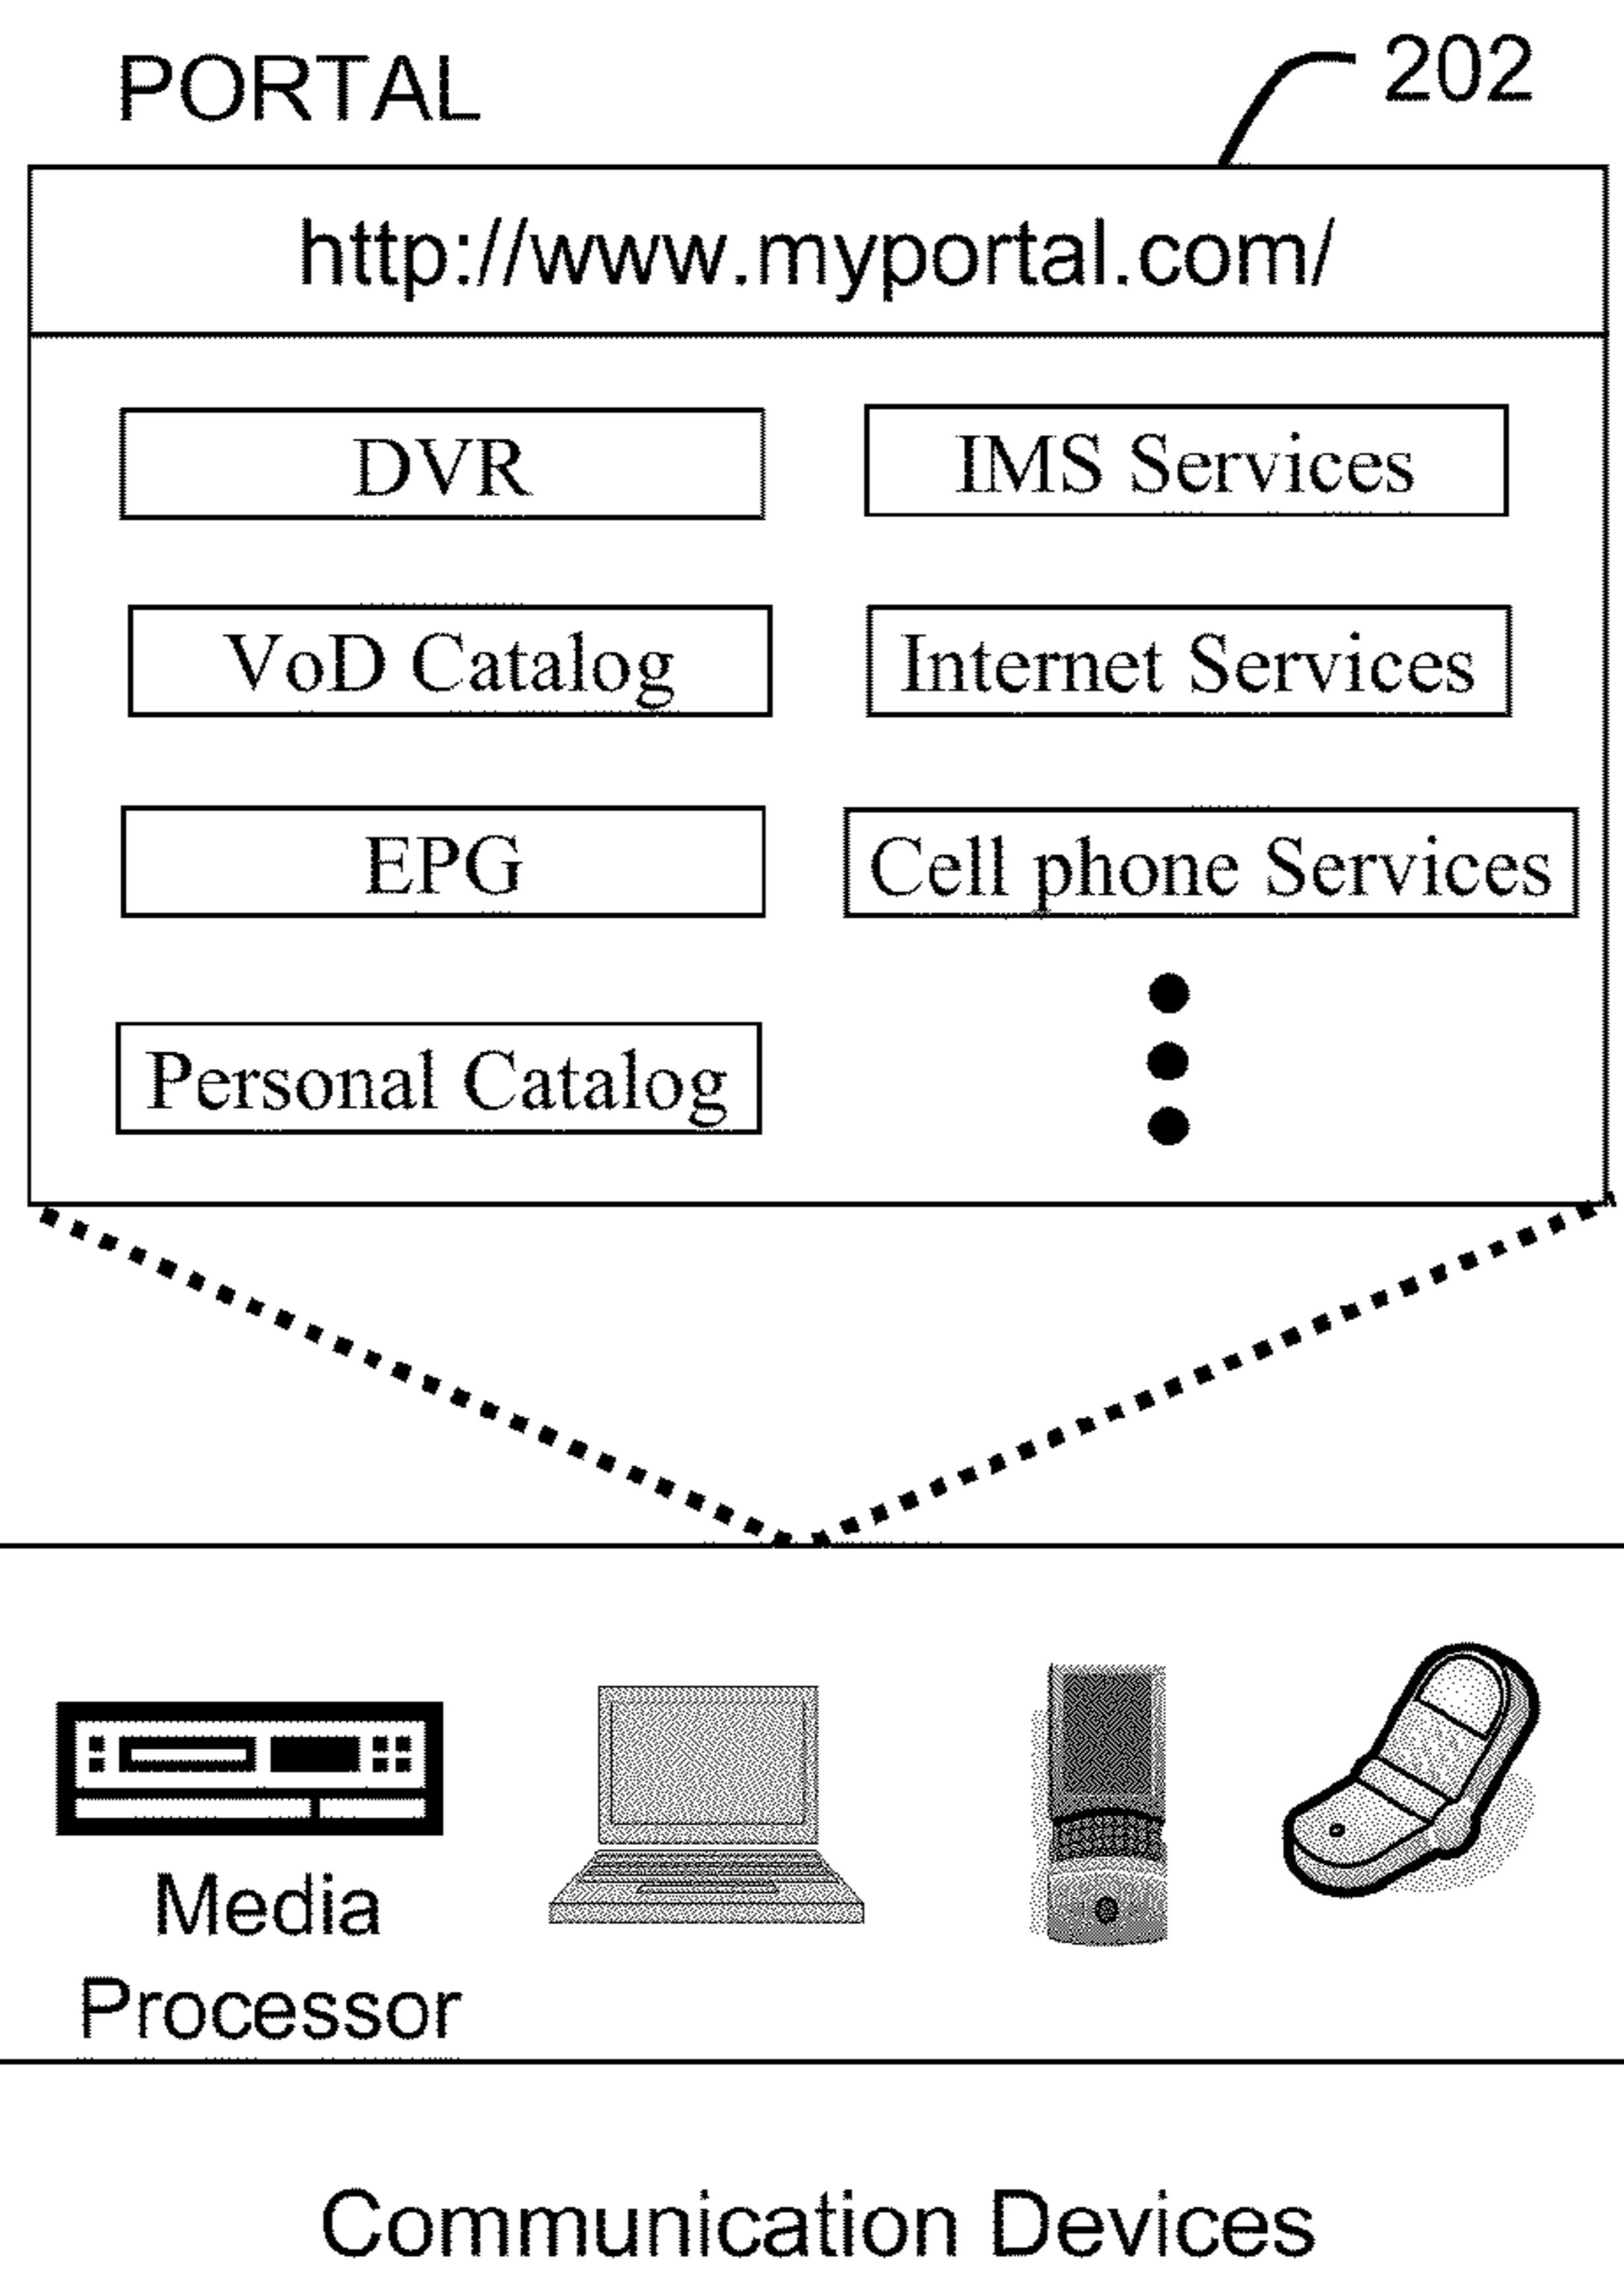 PORTAL
202
http://www.myportal.com/
DVR
IMS Services
VoD Catalog
Internet Services
EPG
Cell phone Services
Personal Catalog
Media
Processor
Communication Devices